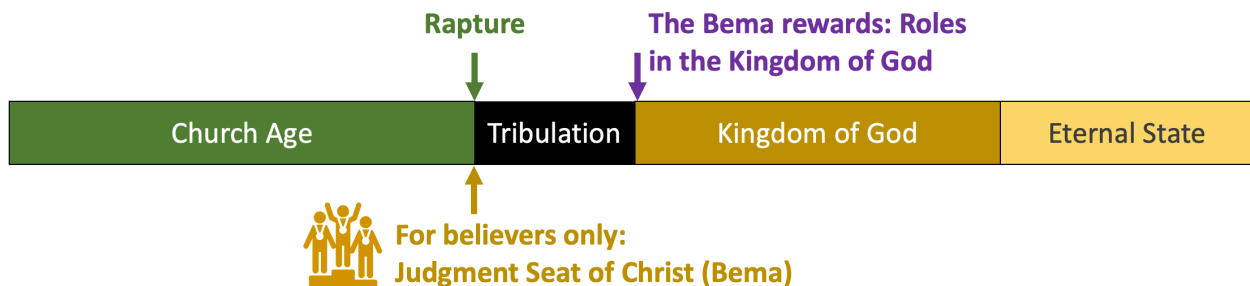 Rapture
The Bema rewards: Roles
in the Kingdom of God
Church Age
Tribulation
Kingdom of God
Eternal State
For believers only:
Judgment Seat of Christ (Bema)